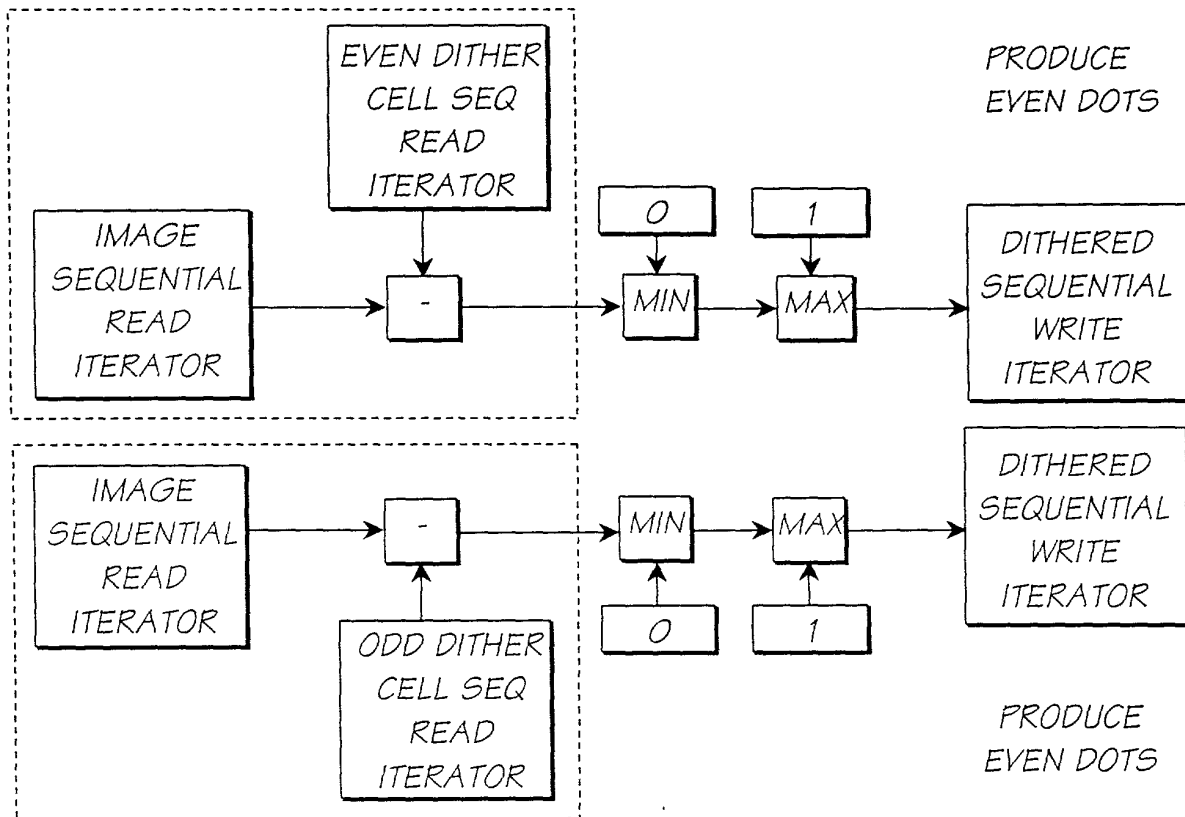 EVEN DITHER
CELL SEQ
READ
ITERATOR
PRODUCE
EVEN DOTS
IMAGE
SEQUENTIAL
READ
ITERATOR
-
0
1
MIN
MAX
DITHERED
SEQUENTIAL
WRITE
ITERATOR
IMAGE
SEQUENTIAL
READ
ITERATOR
-
MIN
MAX
DITHERED
SEQUENTIAL
WRITE
ITERATOR
0
1
ODD DITHER
CELL SEQ
READ
ITERATOR
PRODUCE
EVEN DOTS